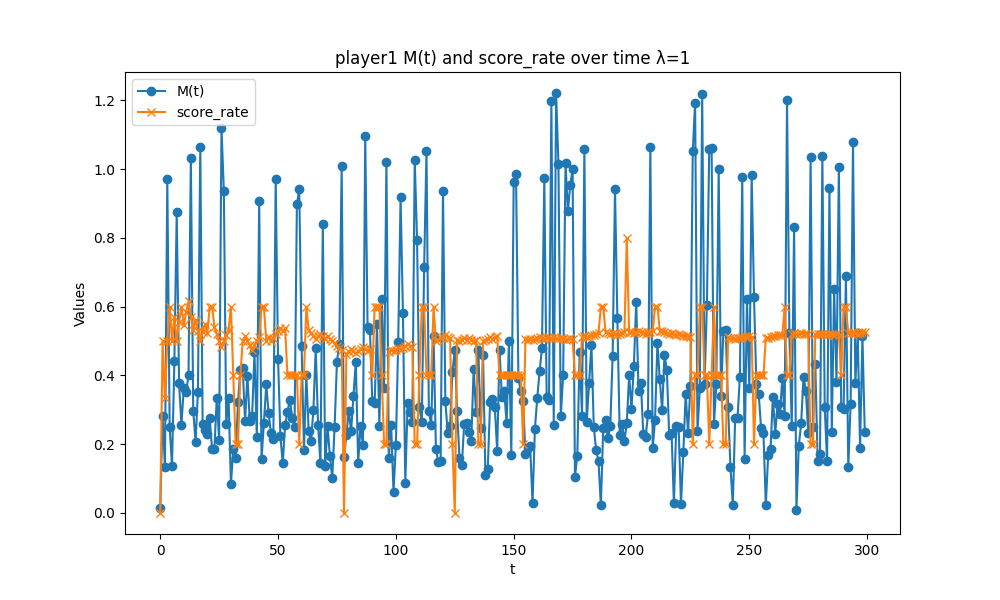 player1 M(t) and score_rate over time λ=1
M(t)
score_rate
Values
1.2
1.0
0.8
0.6
0.4
0.2
0.0
0 50 100 150 200 250 300
t